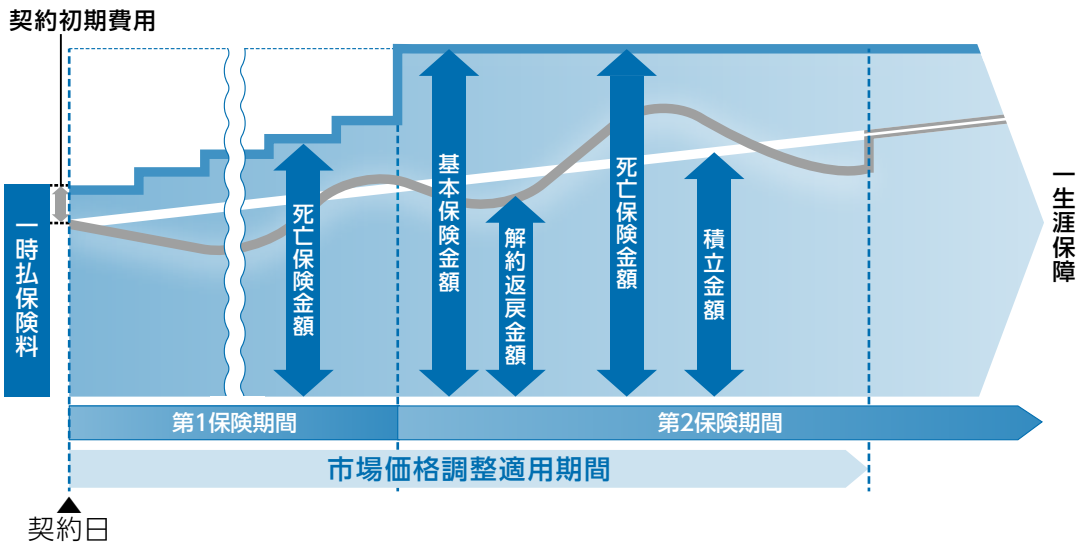 契約初期費用
一時払保険料
死亡保険金額
基本保険金額
解約返戻金額
死亡保険金額
積立金額
一生涯保障
第1保険期間
第2保険期間
市場価格調整適用期間
契約日